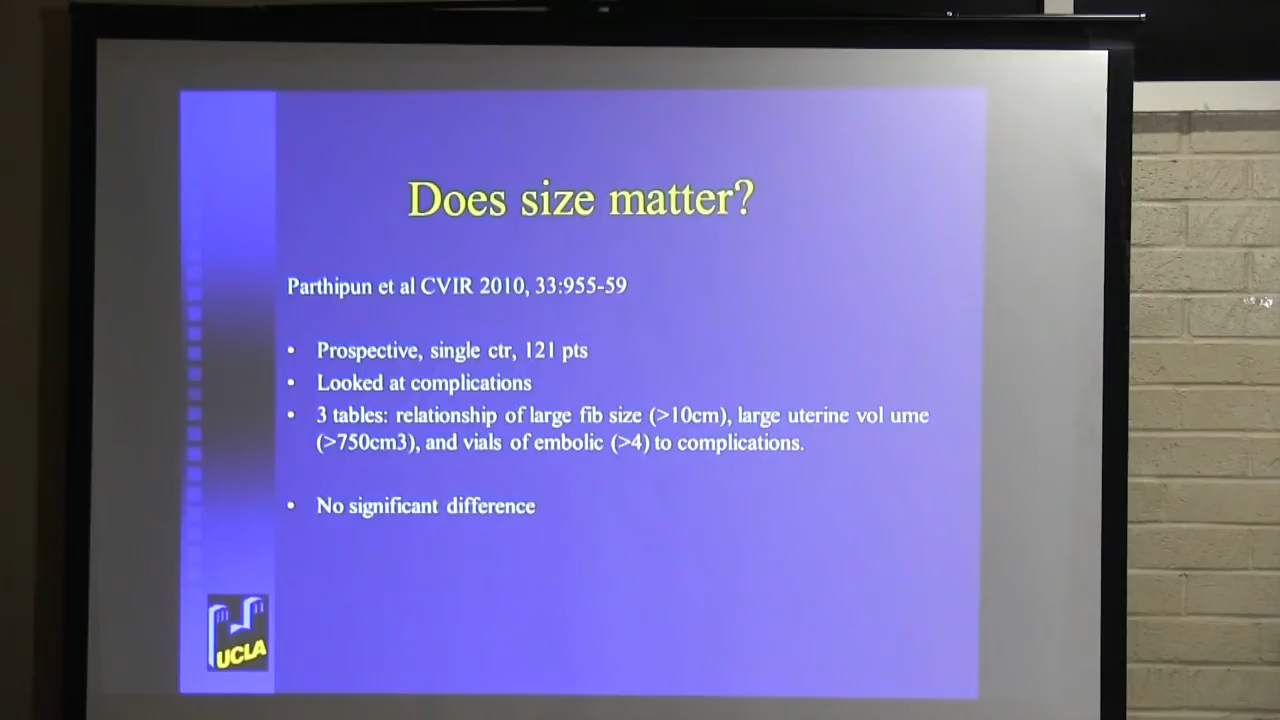 Does size matter?
Parthipun et al CVIR 2010, 33:955-59
• Prospective, single ctr, 121 pts
• Looked at complications
• 3 tables: relationship of large fib size (>10cm), large uterine vol ume
(>750cm3), and vials of embolic (>4) to complications.
• No significant difference
UCLA